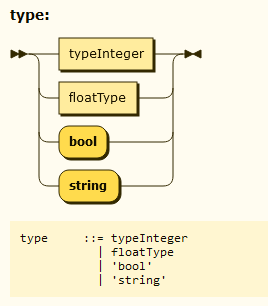 type:
typeInteger
floatType
bool
string
type ::= typeInteger
| floatType
| 'bool'
| 'string'